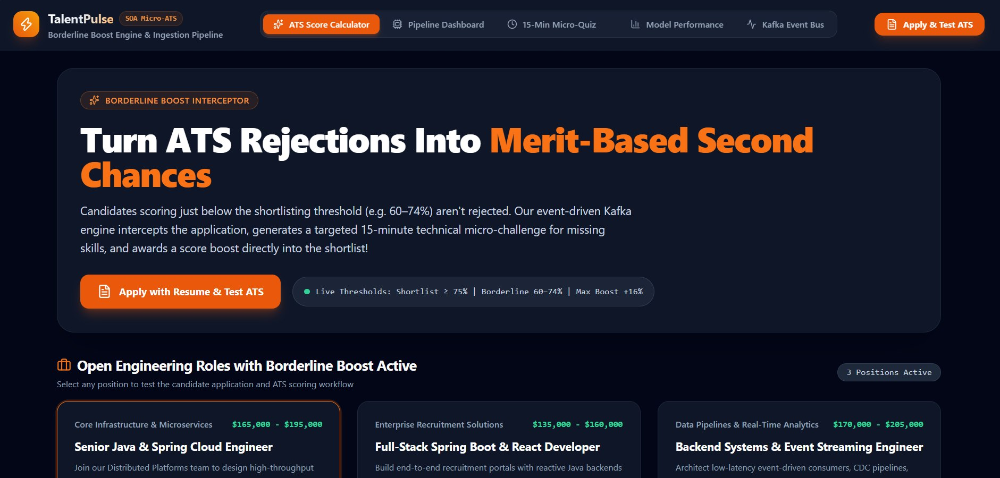 TalentPulse
SOA Micro-ATS
Borderline Boost Engine & Ingestion Pipeline
ATS Score Calculator
Pipeline Dashboard
15-Min Micro-Quiz
Model Performance
Kafka Event Bus
Apply & Test ATS
BORDERLINE BOOST INTERCEPTOR
Turn ATS Rejections Into Merit-Based Second
Chances
Candidates scoring just below the shortlisting threshold (e.g. 60–74%) aren't rejected. Our event-driven Kafka
engine intercepts the application, generates a targeted 15-minute technical micro-challenge for missing
skills, and awards a score boost directly into the shortlist!
Apply with Resume & Test ATS
Live Thresholds: Shortlist ≥ 75% | Borderline 60–74% | Max Boost +16%
Open Engineering Roles with Borderline Boost Active
Select any position to test the candidate application and ATS scoring workflow
3 Positions Active
Core Infrastructure & Microservices
$165,000 - $195,000
Senior Java & Spring Cloud Engineer
Join our Distributed Platforms team to design high-throughput
Enterprise Recruitment Solutions
$135,000 - $160,000
Full-Stack Spring Boot & React Developer
Build end-to-end recruitment portals with reactive Java backends
Data Pipelines & Real-Time Analytics
$170,000 - $205,000
Backend Systems & Event Streaming Engineer
Architect low-latency event-driven consumers, CDC pipelines,